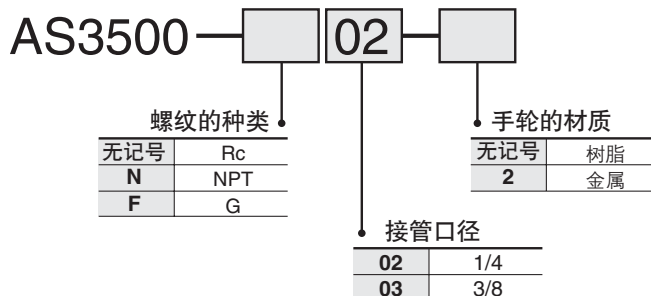 AS3500 — 02 —
螺纹的种类
无记号 Rc
N NPT
F G
手轮的材质
无记号 树脂
2 金属
接管口径
02 1/4
03 3/8